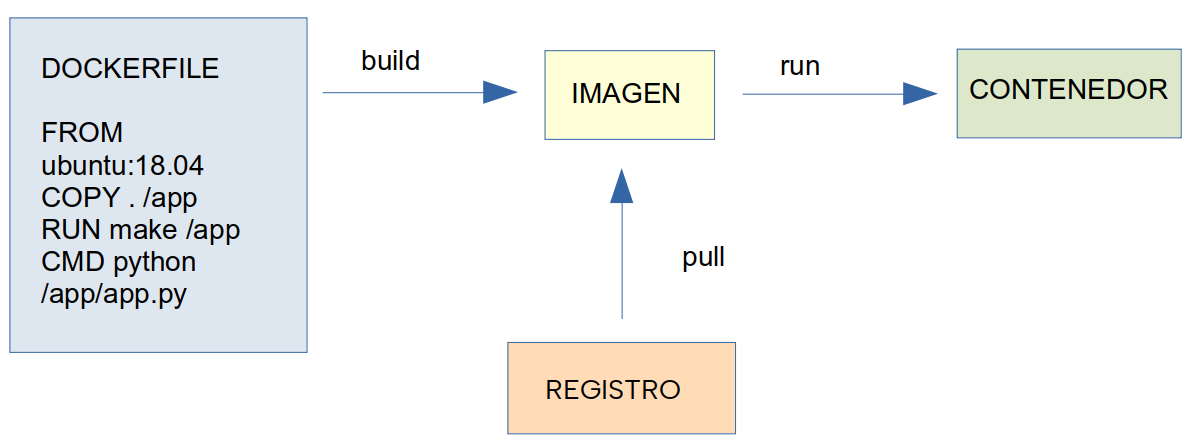 DOCKERFILE
FROM
ubuntu:18.04
COPY . /app
RUN make /app
CMD python
/app/app.py
build
IMAGEN
run
CONTENEDOR
pull
REGISTRO